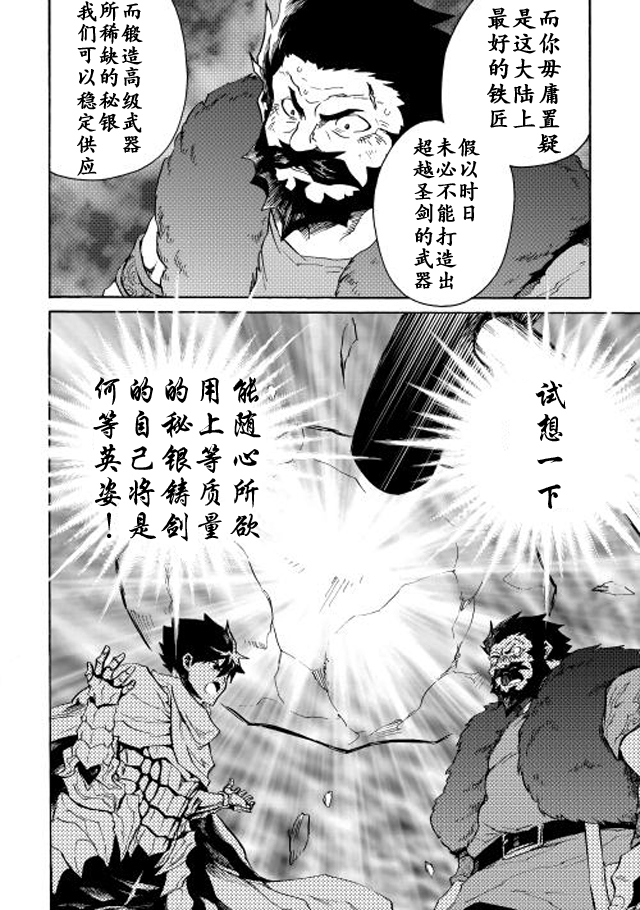 而你毋庸置疑
是这大陆上
最好的铁匠
假以时日
未必不能打造出
超越圣剑的武器
而锻造高级武器
所稀缺的秘银
我们可以稳定供应
试想一下
能随心所欲
用上等质量
的秘银铸剑
的自己将是
何等英姿！